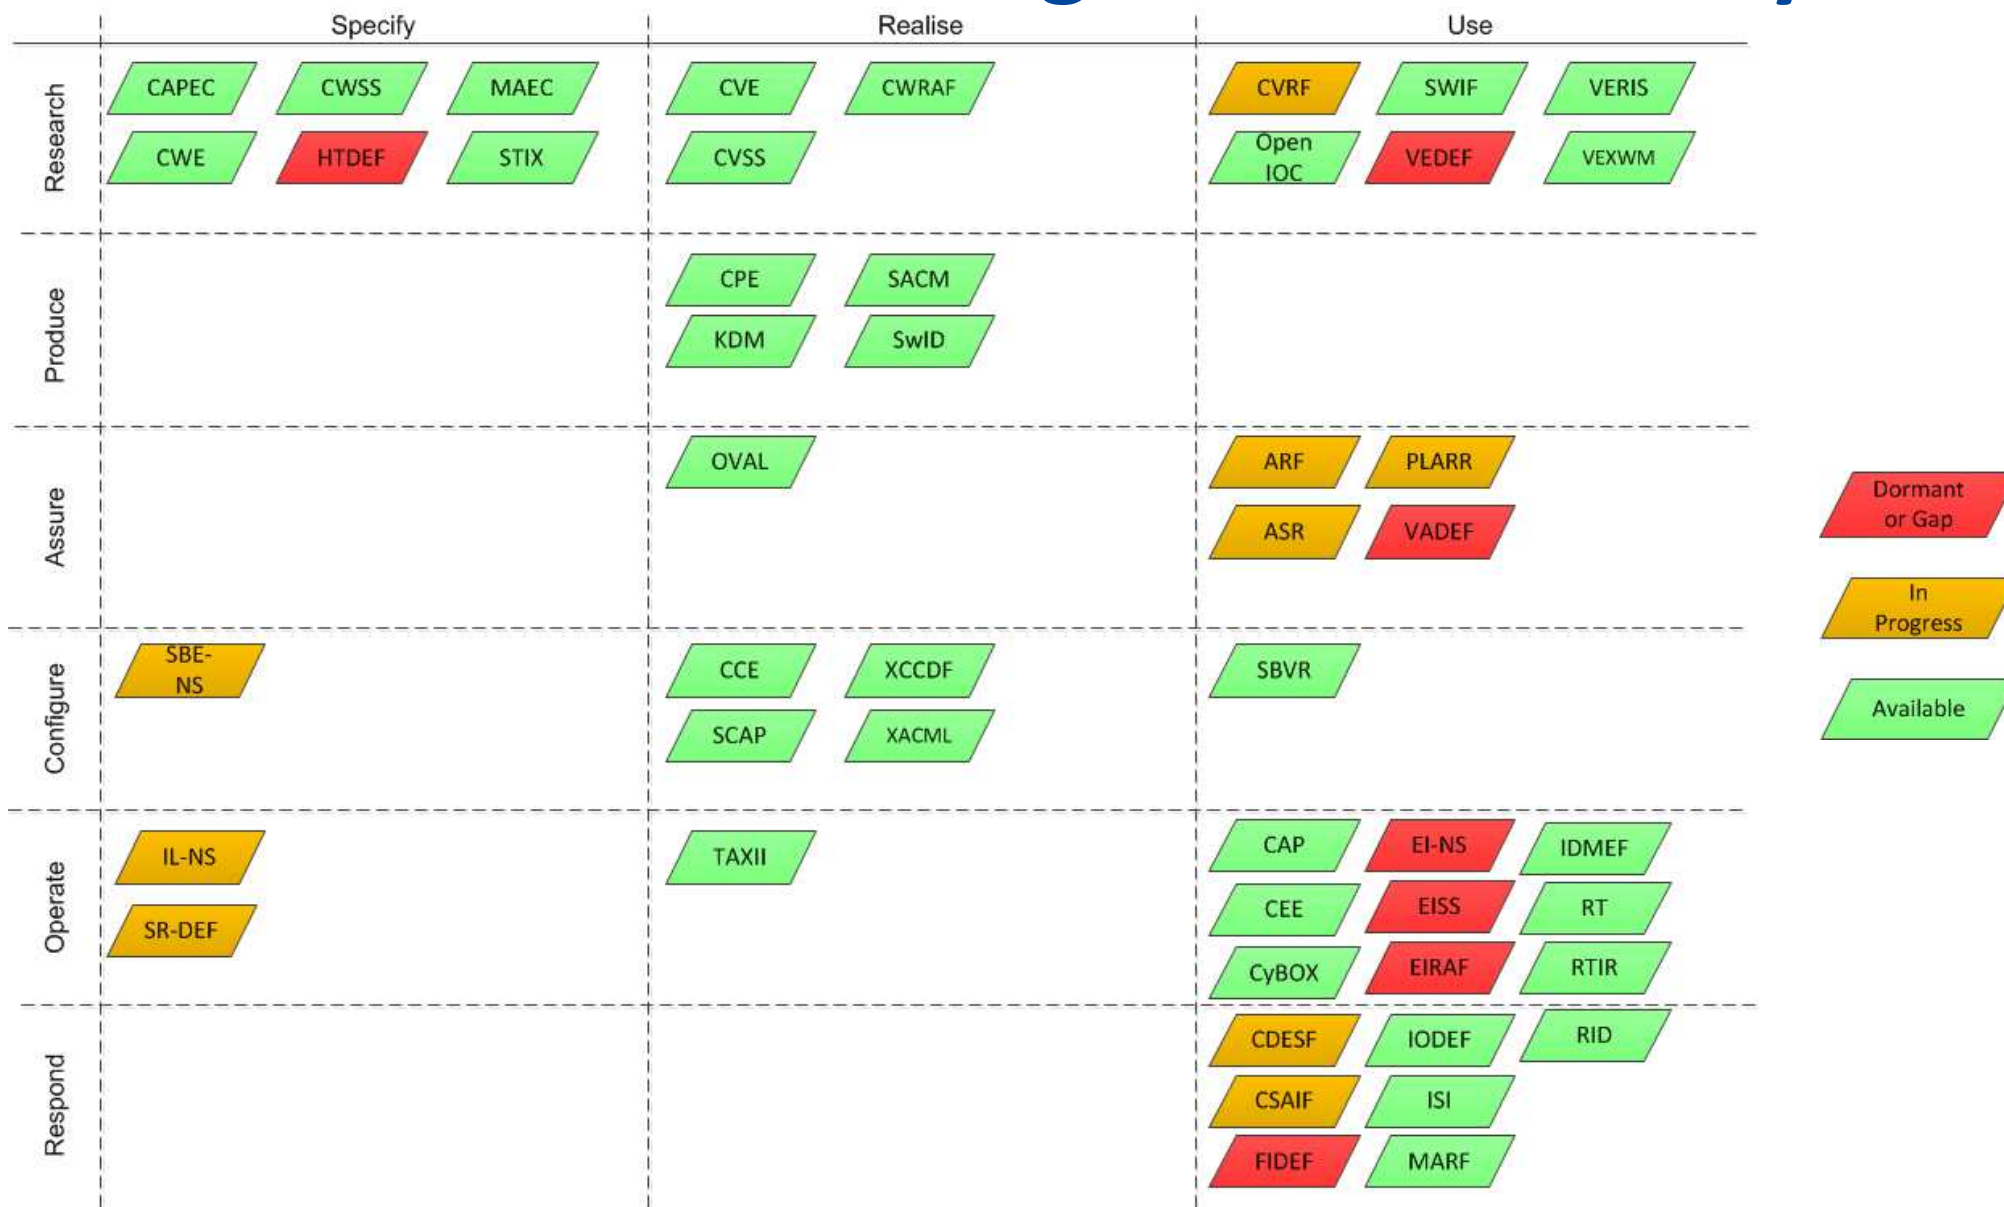 Specify Realise Use
Research
CAPEC CWSS MAEC CVE CWRAF CVRF SWIF VERIS
CWE HTDEF STIX CVSS Open
IOC VEDEF VEXWM
Produce
CPE SACM
KDM SwID
Assure
OVAL ARF PLARR
ASR VADEF
Configure
SBE-
NS CCE XCCDF SBVR
SCAP XACML
Operate
IL-NS TAXII CAP EI-NS IDMEF
SR-DEF CEE EISS RT
CyBOX EIRAF RTIR
Respond
CDESF IODEF RID
CSAIF ISI
FIDEF MARF
Dormant
or Gap
In
Progress
Available